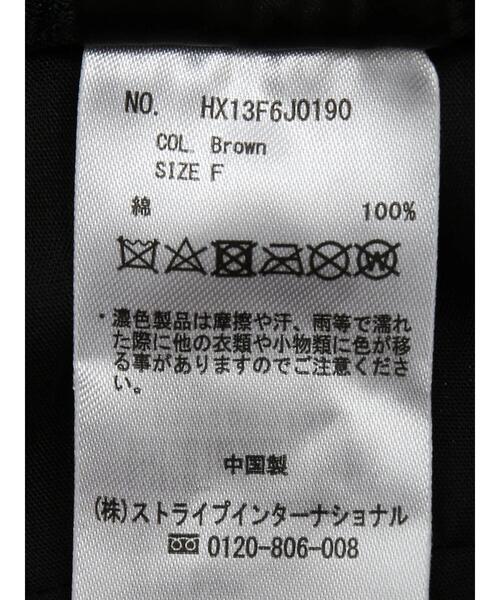 NO. HX13F6J0190
COL. Brown
SIZE F
綿 100%
・濃色製品は摩擦や汗、雨等で濡れ
た際に他の衣類や小物類に色が移
る事がありますのでご注意くださ
い。
中国製
(株)ストライプインターナショナル
0120-806-008